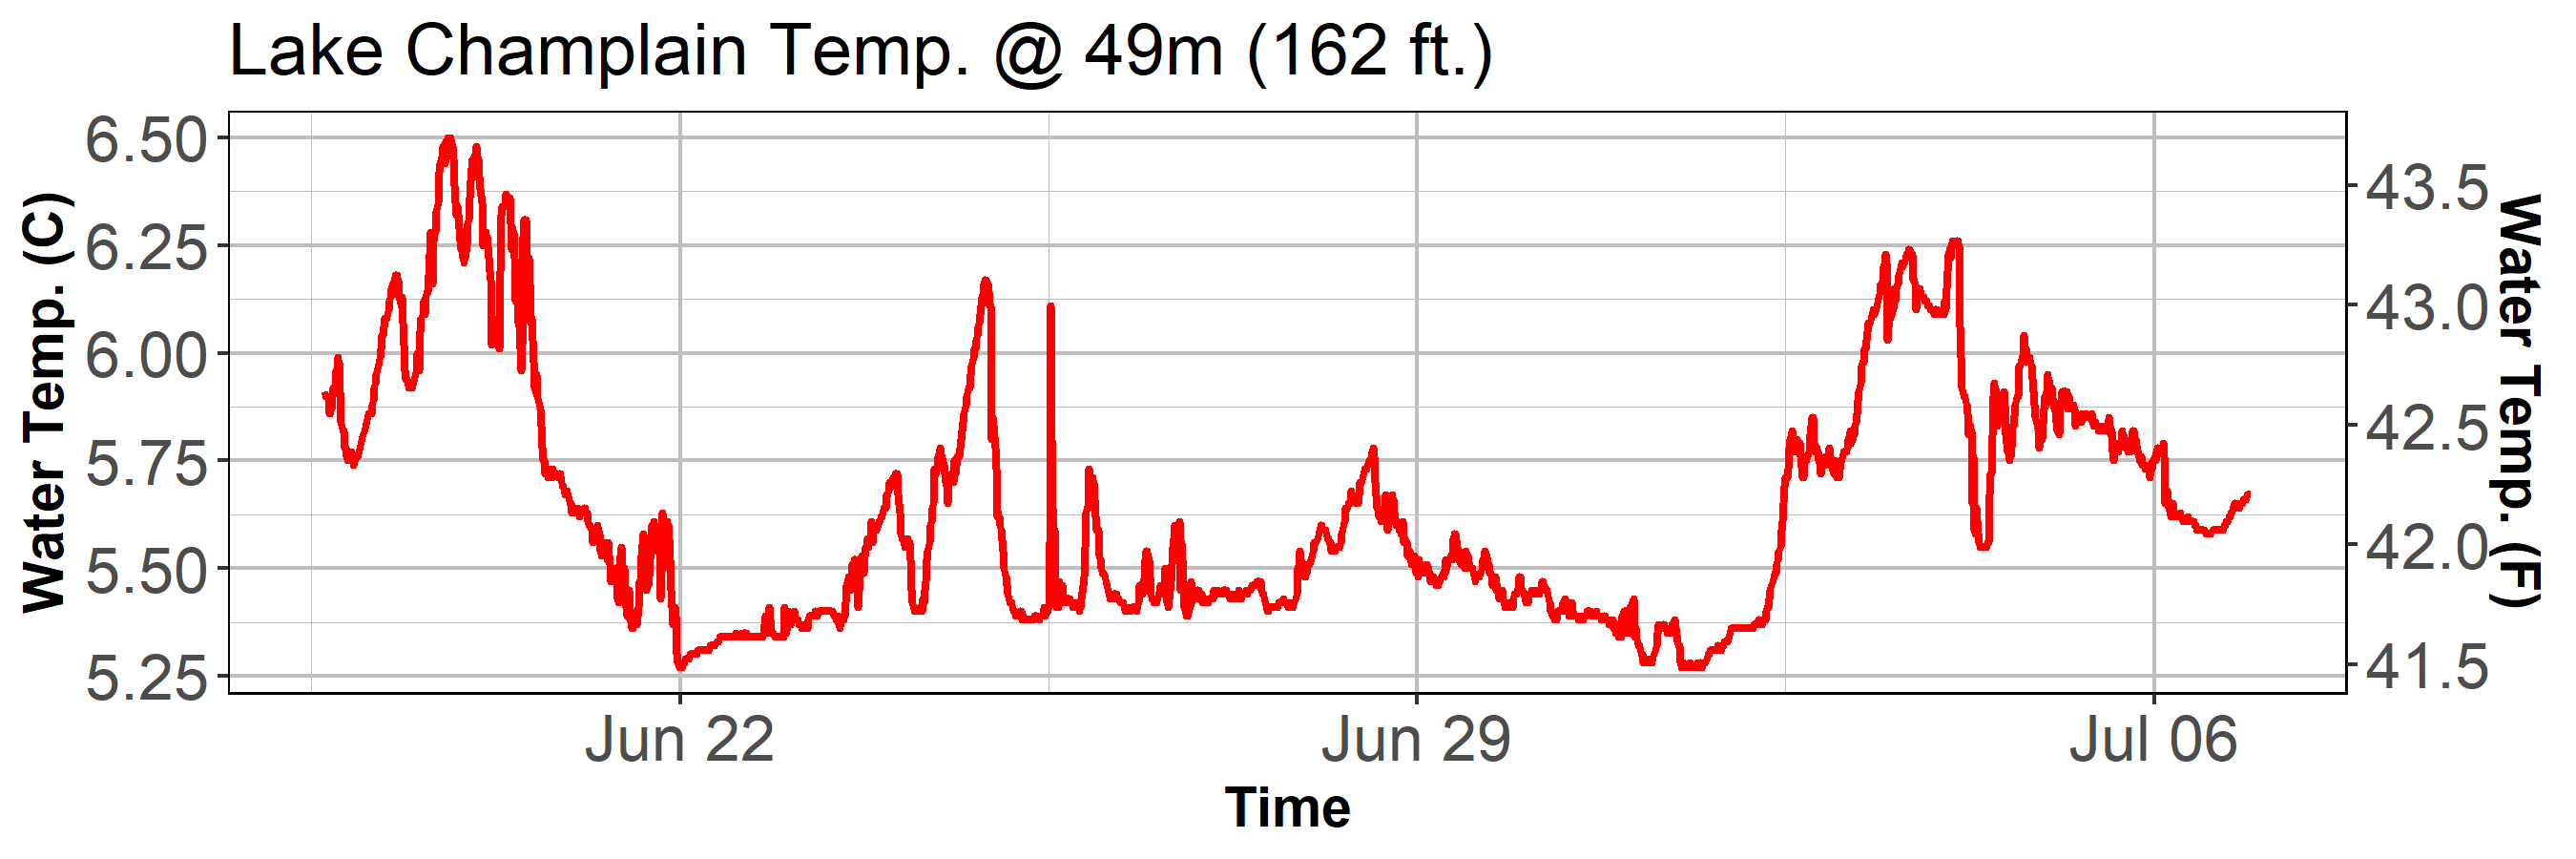 Lake Champlain Temp. @ 49m (162 ft.)
Water Temp. (C)
6.50
6.25
6.00
5.75
5.50
5.25
43.5
43.0
42.5
42.0
41.5
Water Temp. (F)
Jun 22
Jun 29
Jul 06
Time